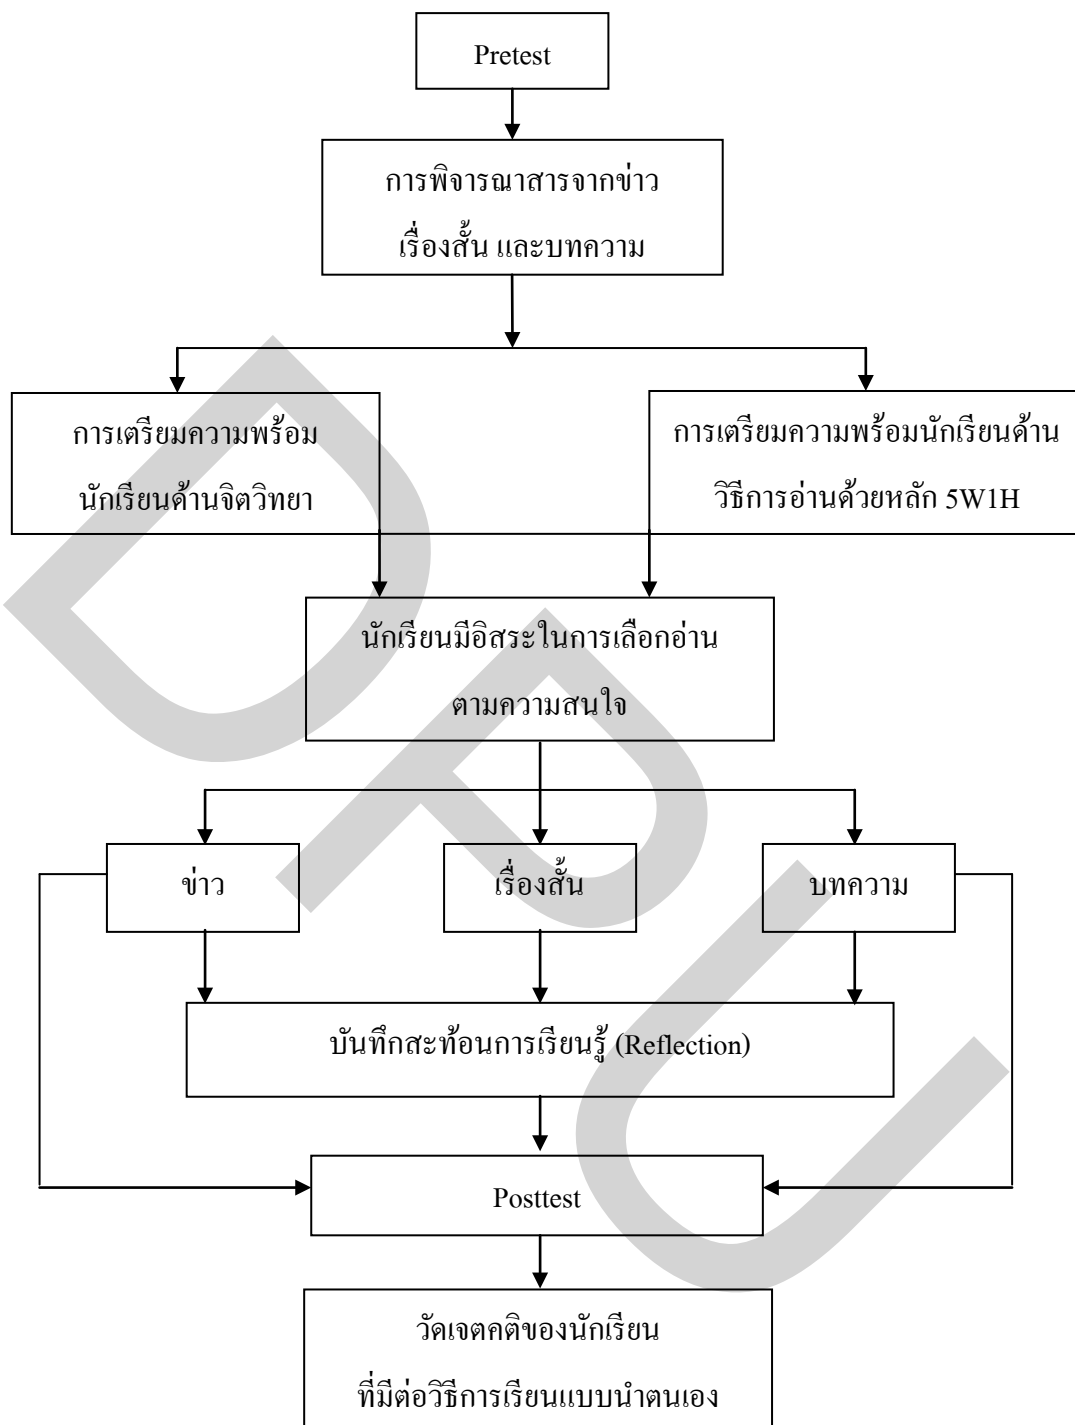 Pretest
การพิจารณาสารจากข่าว
เรื่องสั้น และบทความ
การเตรียมความพร้อม
นักเรียนด้านจิตวิทยา
การเตรียมความพร้อมนักเรียนด้าน
วิธีการอ่านด้วยหลัก 5W1H
นักเรียนมีอิสระในการเลือกอ่าน
ตามความสนใจ
ข่าว
เรื่องสั้น
บทความ
บันทึกสะท้อนการเรียนรู้ (Reflection)
Posttest
วัดเจตคติของนักเรียน
ที่มีต่อวิธีการเรียนแบบนำตนเอง
DPU